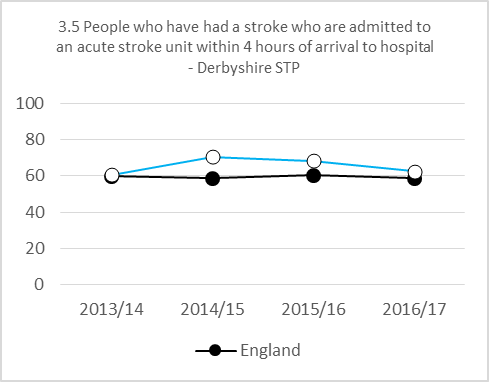 3.5 People who have had a stroke who are admitted to
an acute stroke unit within 4 hours of arrival to hospital
- Derbyshire STP
100
80
60
40
20
0
2013/14 2014/15 2015/16 2016/17
England